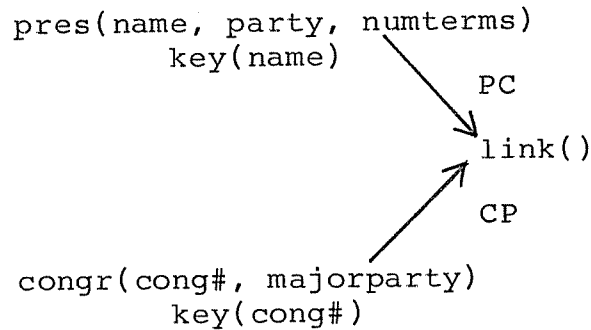 pres(name, party, numterms)
key(name)
PC
link()
CP
congr(cong#, majorparty)
key(cong#)